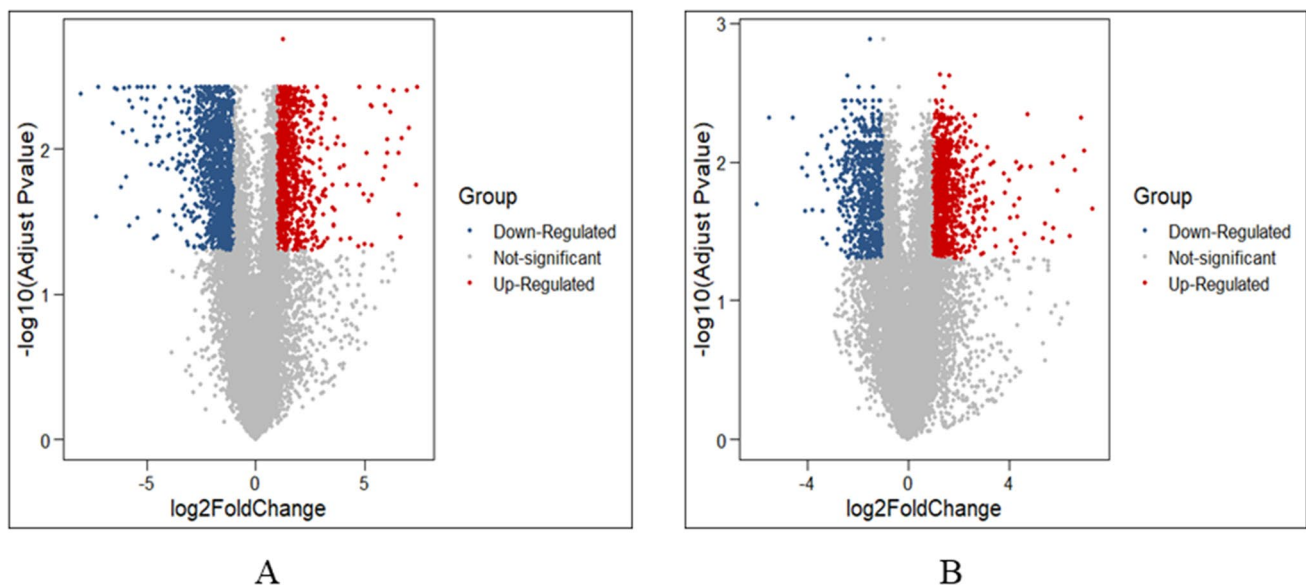 -log10(Adjust Pvalue)
2
1
0
-5
0
5
log2FoldChange
Group
Down-Regulated
Not-significant
Up-Regulated
A
-log10(Adjust Pvalue)
3
2
1
0
-4
0
4
log2FoldChange
Group
Down-Regulated
Not-significant
Up-Regulated
B